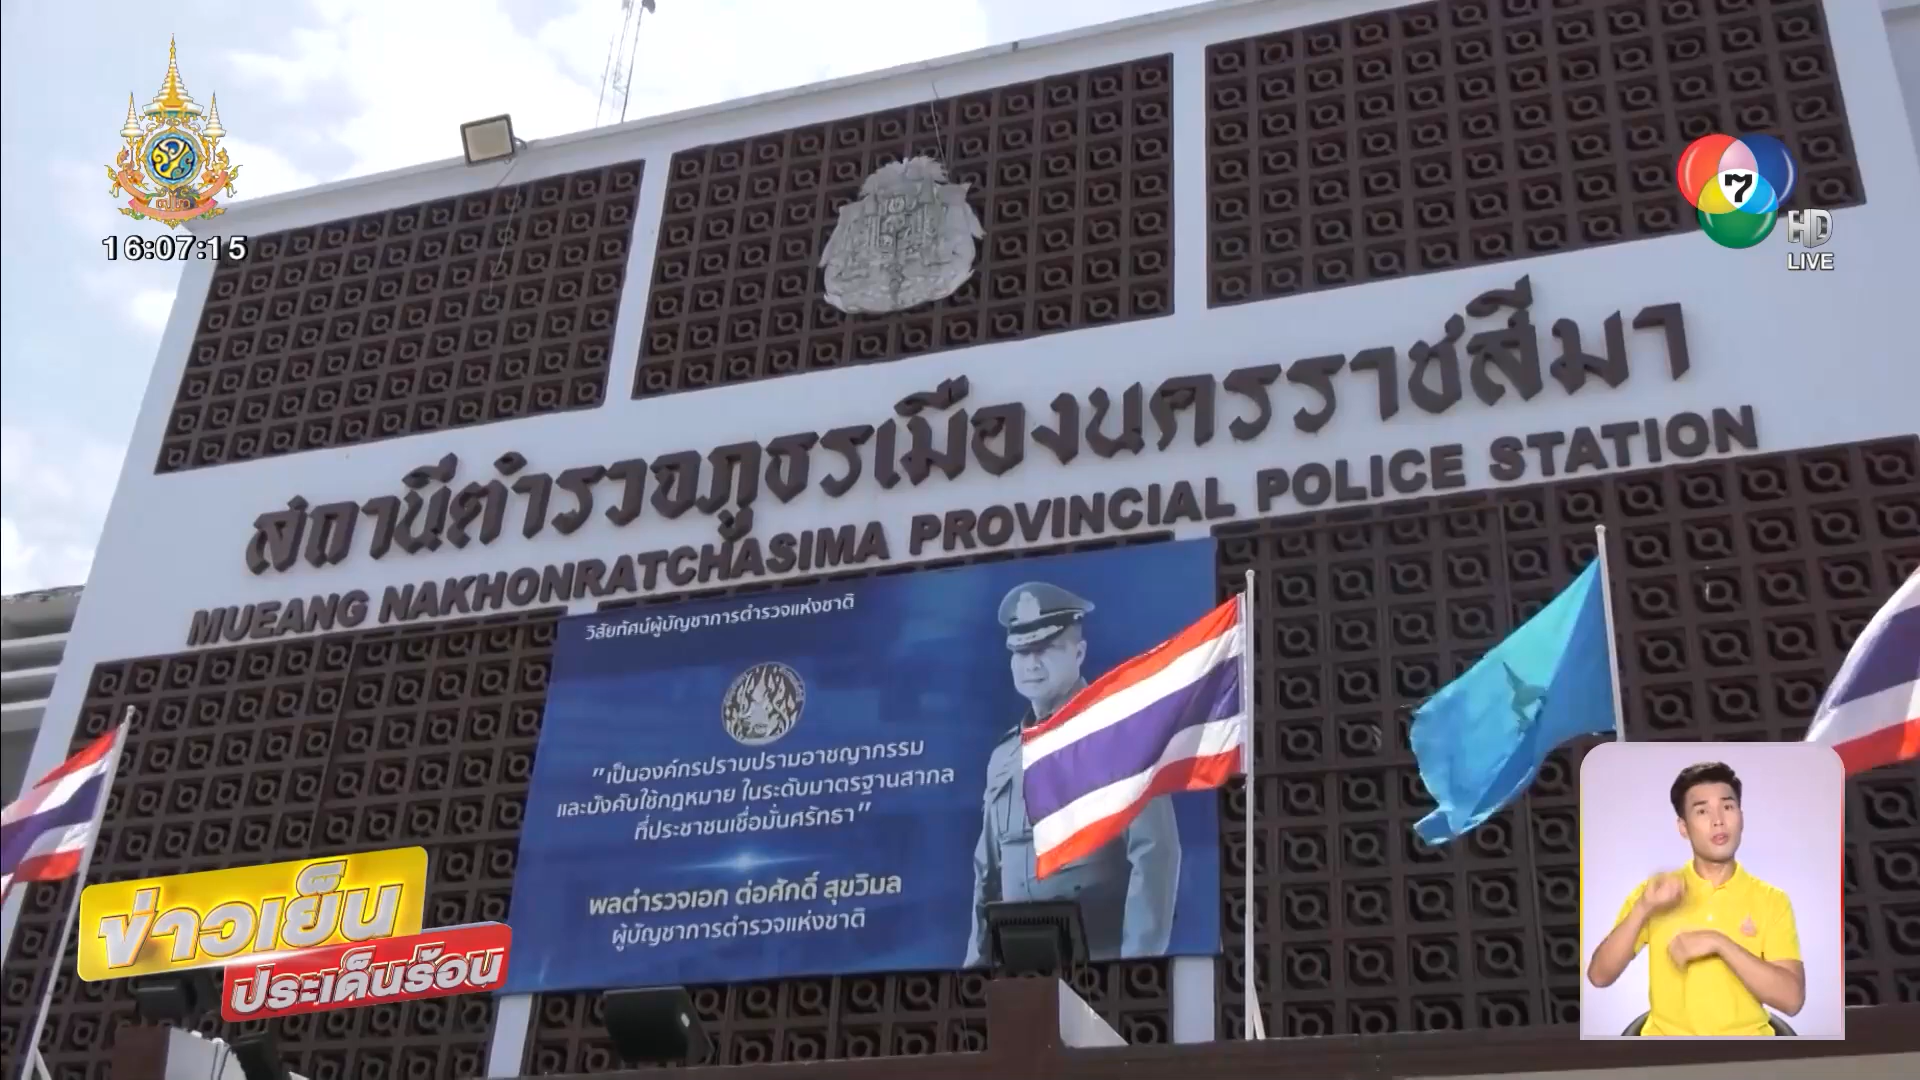 16:07:15
7
HD
LIVE
สถานีตำรวจภูธรเมืองนครราชสีมา
MUEANG NAKHONRATCHASIMA PROVINCIAL POLICE STATION
วิสัยทัศน์ผู้บัญชาการตำรวจแห่งชาติ
"เป็นองค์กรปราบปรามอาชญากรรม
และบังคับใช้กฎหมาย ในระดับมาตรฐานสากล
ที่ประชาชนเชื่อมั่นศรัทธา"
พลตำรวจเอก ต่อศักดิ์ สุขวิมล
ผู้บัญชาการตำรวจแห่งชาติ
ข่าวเย็น
ประเด็นร้อน